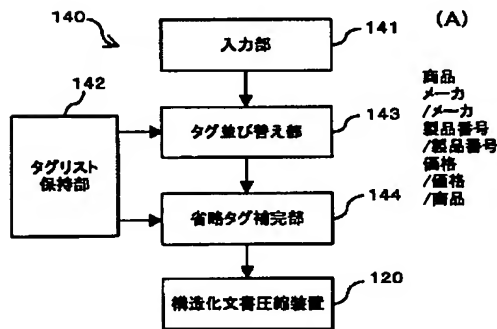 140
入力部
141
(A)
142
タグリスト
保持部
タグ並び替え部
143
省略タグ補完部
144
構造化文書圧縮装置
120
商品
メーカ
/メーカ
製品番号
/製品番号
価格
/価格
/商品